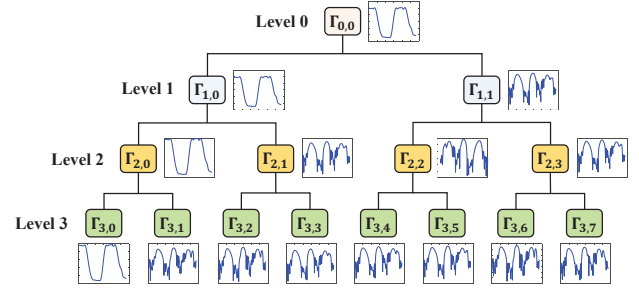 Level 0
Γ0,0
Level 1
Γ1,0
Γ1,1
Level 2
Γ2,0
Γ2,1
Γ2,2
Γ2,3
Level 3
Γ3,0
Γ3,1
Γ3,2
Γ3,3
Γ3,4
Γ3,5
Γ3,6
Γ3,7